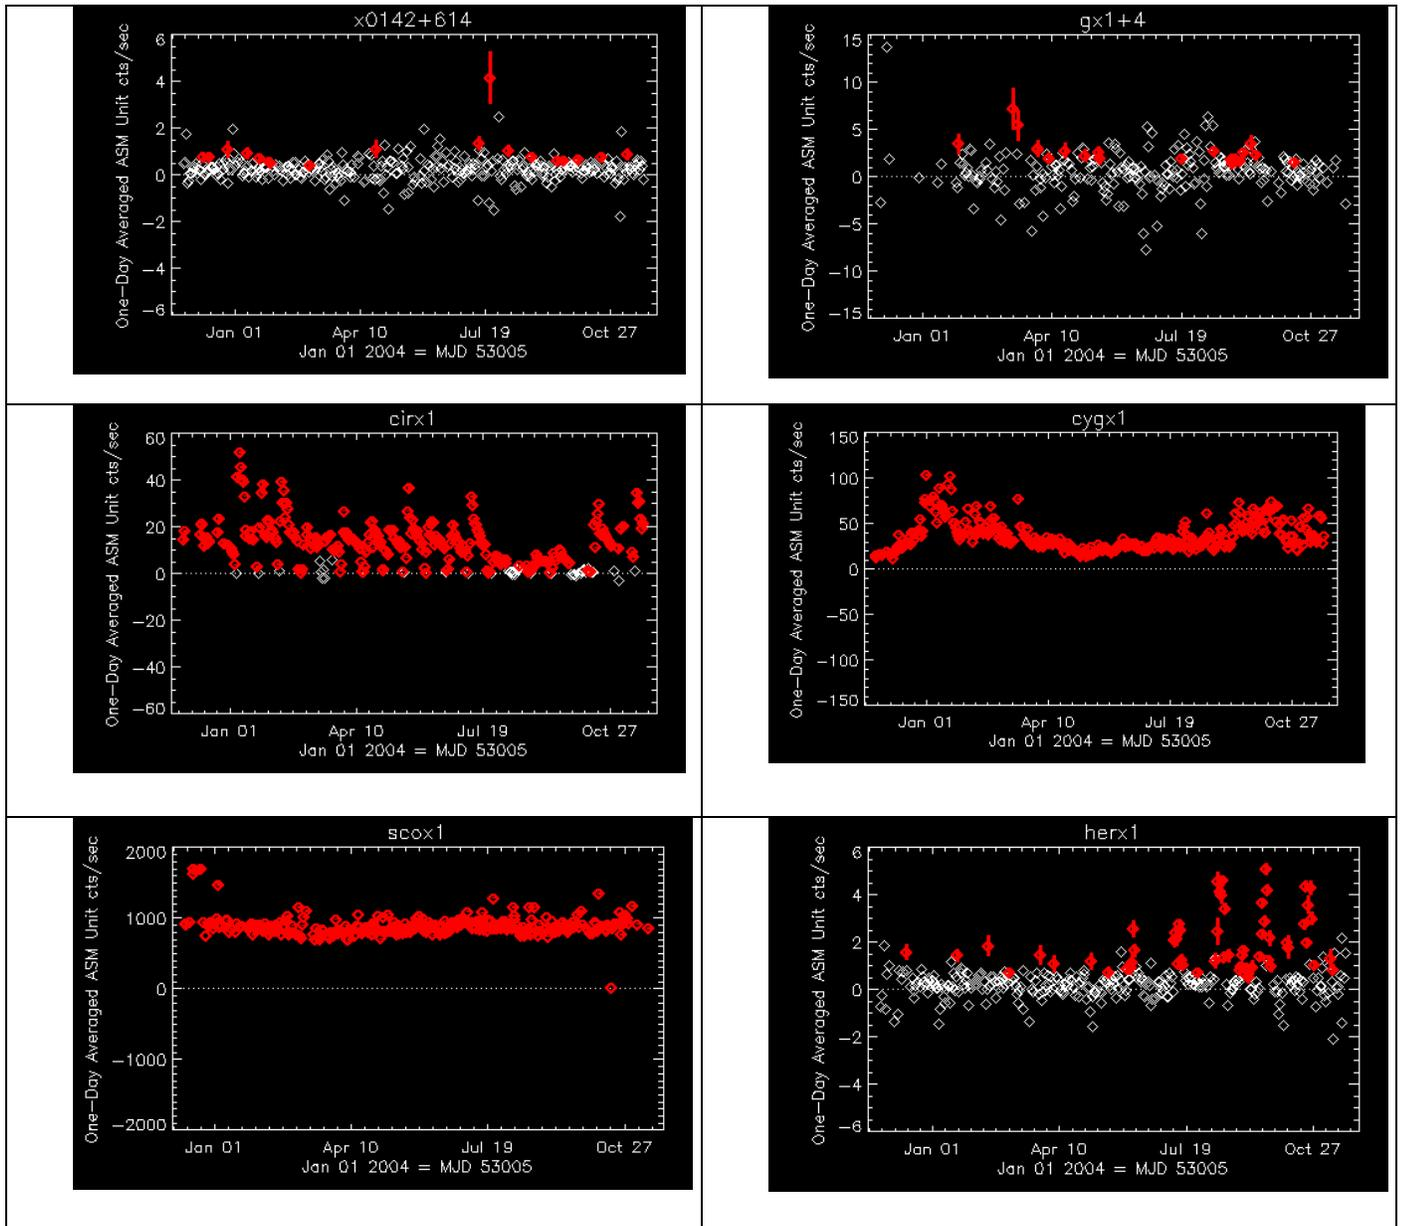 x0142+614
One-Day Averaged ASM Unit cts/sec
6
4
2
0
-2
-4
-6
Jan 01 Apr 10 Jul 19 Oct 27
Jan 01 2004 = MJD 53005
gx1+4
One-Day Averaged ASM Unit cts/sec
15
10
5
0
-5
-10
-15
Jan 01 Apr 10 Jul 19 Oct 27
Jan 01 2004 = MJD 53005
cirx1
One-Day Averaged ASM Unit cts/sec
60
40
20
0
-20
-40
-60
Jan 01 Apr 10 Jul 19 Oct 27
Jan 01 2004 = MJD 53005
cygx1
One-Day Averaged ASM Unit cts/sec
150
100
50
0
-50
-100
-150
Jan 01 Apr 10 Jul 19 Oct 27
Jan 01 2004 = MJD 53005
scox1
One-Day Averaged ASM Unit cts/sec
2000
1000
0
-1000
-2000
Jan 01 Apr 10 Jul 19 Oct 27
Jan 01 2004 = MJD 53005
herx1
One-Day Averaged ASM Unit cts/sec
6
4
2
0
-2
-4
-6
Jan 01 Apr 10 Jul 19 Oct 27
Jan 01 2004 = MJD 53005